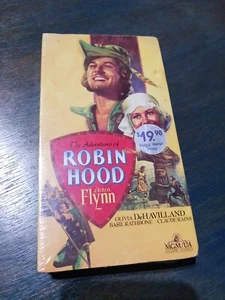 $19.98
The Adventures of
ROBIN
HOOD
ERROL
Flynn
OLIVIA DeHAVILLAND
BASIL RATHBONE · CLAUDE RAINS
MGM/UA